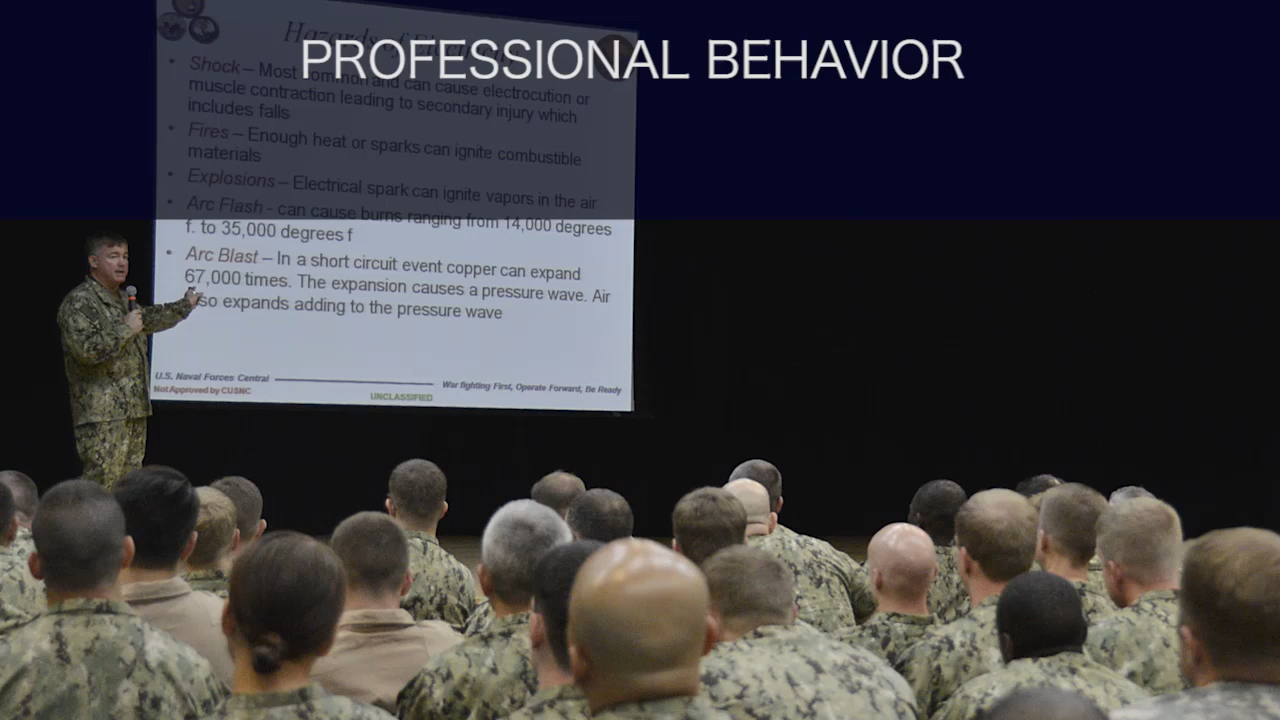 PROFESSIONAL BEHAVIOR
Hazards of
Shock – Most common and can cause electrocution or
muscle contraction leading to secondary injury which
includes falls
Fires – Enough heat or sparks can ignite combustible
materials
Explosions – Electrical spark can ignite vapors in the air
Arc Flash - can cause burns ranging from 14,000 degrees
f. to 35,000 degrees f
Arc Blast – In a short circuit event copper can expand
67,000 times. The expansion causes a pressure wave. Air
so expands adding to the pressure wave
U.S. Naval Forces Central
War fighting First, Operate Forward, Be Ready
Not Approved by CUSNC
UNCLASSIFIED